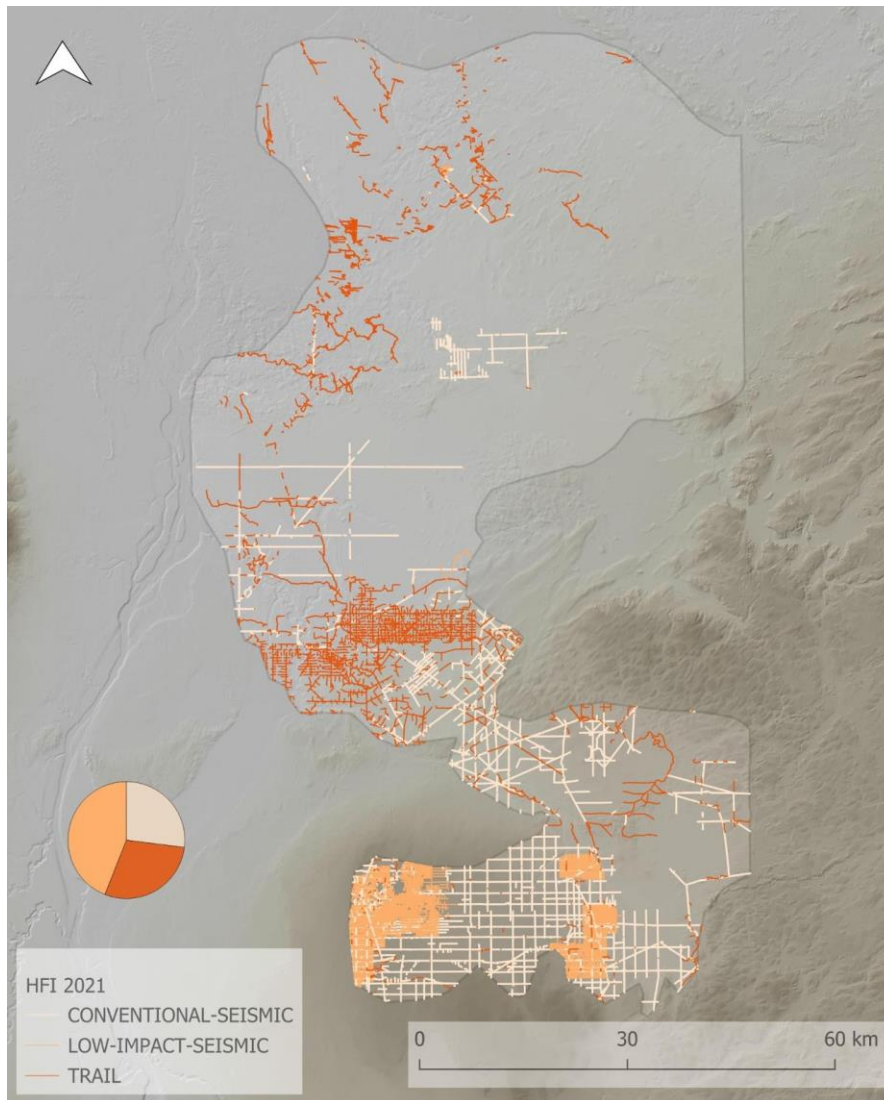 HFI 2021
CONVENTIONAL-SEISMIC
LOW-IMPACT-SEISMIC
TRAIL
0 30 60 km